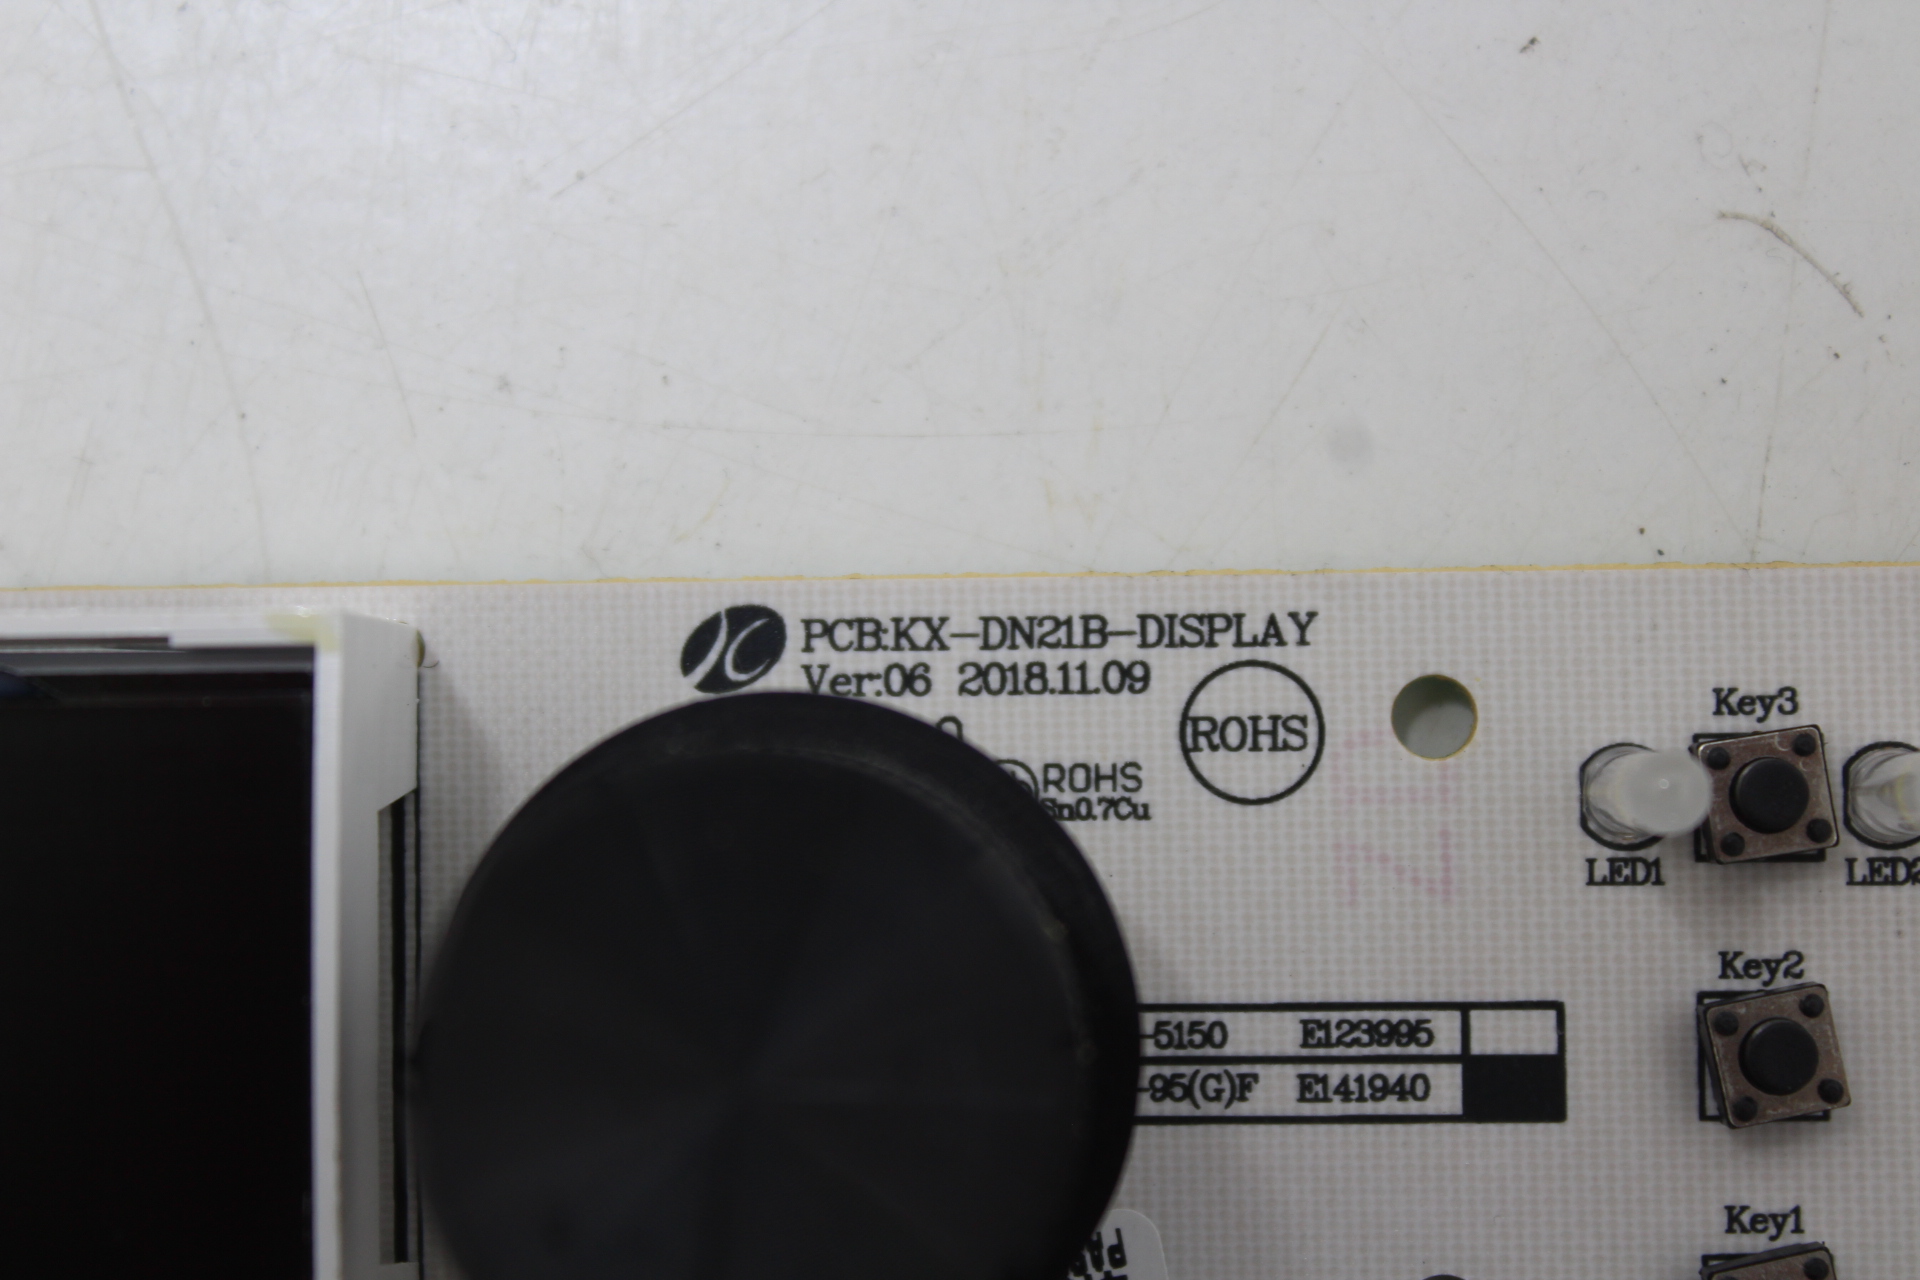 PCB:KX-DN21B-DISPLAY
Ver:06 2018.11.09
ROHS
ROHS
Sn0.7Cu
Key3
LED1
LED2
Key2
-5150 E123995
-95(G)F E141940
Key1